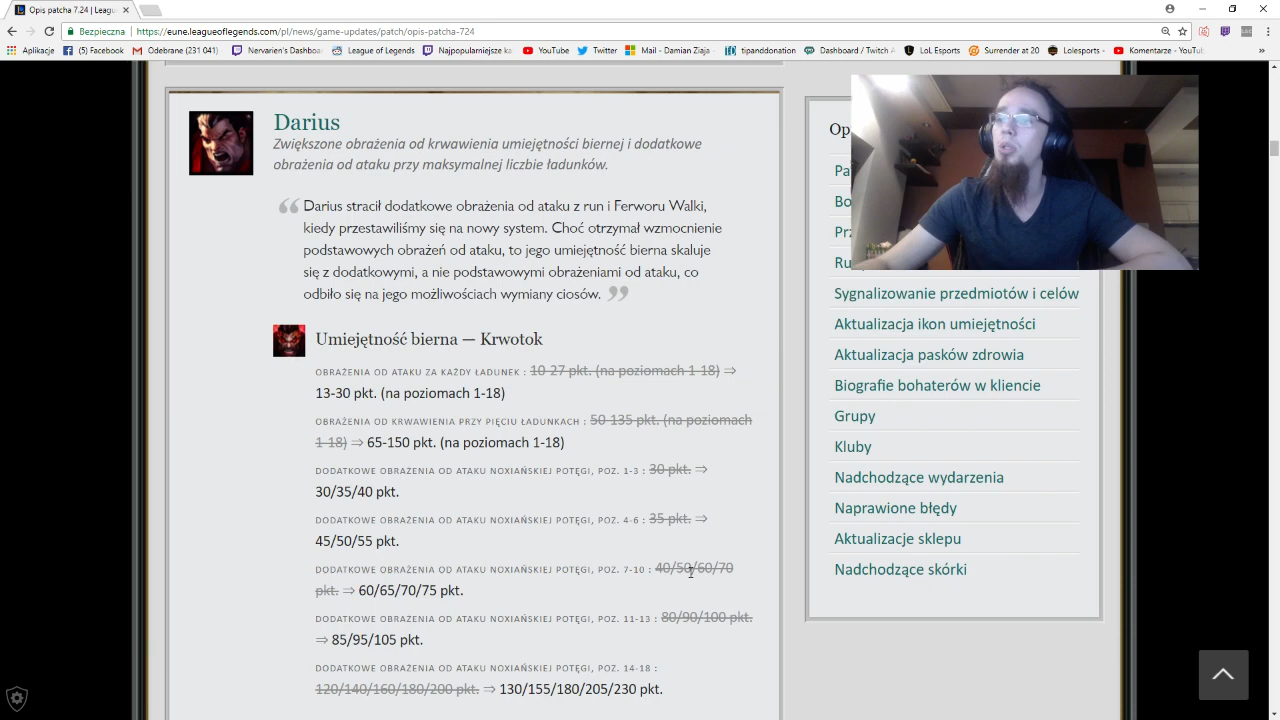 Opis patcha 7.24 | Leagu
Bezpieczna
https://eune.leagueoflegends.com/pl/news/game-updates/patch/opis-patcha-724
Aplikacje
(5) Facebook
Odebrane (231 041)
Nervarien's Dashboard
League of Legends
Najpopularniejsze k
YouTube
Twitter
Mail - Damian Ziaja -
tipanddonation
Dashboard / Twitch
LoL Esports
Surrender at 20
Lolesports -
Komentarze - YouTu
Darius
Zwiększone obrażenia od krwawienia umiejętności biernej i dodatkowe
obrażenia od ataku przy maksymalnej liczbie ładunków.
Darius stracił dodatkowe obrażenia od ataku z run i Ferworu Walki,
kiedy przestawiliśmy się na nowy system. Choć otrzymał wzmocnienie
podstawowych obrażeń od ataku, to jego umiejętność bierna skaluje
się z dodatkowymi, a nie podstawowymi obrażeniami od ataku, co
odbiło się na jego możliwościach wymiany ciosów.
Umiejętność bierna — Krwotok
OBRAŻENIA OD ATAKU ZA KAŻDY ŁADUNEK : 10-27 pkt. (na poziomach 1-18) ⇒
13-30 pkt. (na poziomach 1-18)
OBRAŻENIA OD KRWAWIENIA PRZY PIĘCIU ŁADUNKACH : 50-135 pkt. (na poziomach
1-18) ⇒ 65-150 pkt. (na poziomach 1-18)
DODATKOWE OBRAŻENIA OD ATAKU NOXIAŃSKIEJ POTĘGI, POZ. 1-3 : 30 pkt. ⇒
30/35/40 pkt.
DODATKOWE OBRAŻENIA OD ATAKU NOXIAŃSKIEJ POTĘGI, POZ. 4-6 : 35 pkt. ⇒
45/50/55 pkt.
DODATKOWE OBRAŻENIA OD ATAKU NOXIAŃSKIEJ POTĘGI, POZ. 7-10 : 40/50/60/70
pkt. ⇒ 60/65/70/75 pkt.
DODATKOWE OBRAŻENIA OD ATAKU NOXIAŃSKIEJ POTĘGI, POZ. 11-13 : 80/90/100 pkt.
⇒ 85/95/105 pkt.
DODATKOWE OBRAŻENIA OD ATAKU NOXIAŃSKIEJ POTĘGI, POZ. 14-18 :
120/140/160/180/200 pkt. ⇒ 130/155/180/205/230 pkt.
Op
Pa
Bo
Prz
Ru
Sygnalizowanie przedmiotów i celów
Aktualizacja ikon umiejętności
Aktualizacja pasków zdrowia
Biografie bohaterów w kliencie
Grupy
Kluby
Nadchodzące wydarzenia
Naprawione błędy
Aktualizacje sklepu
Nadchodzące skórki